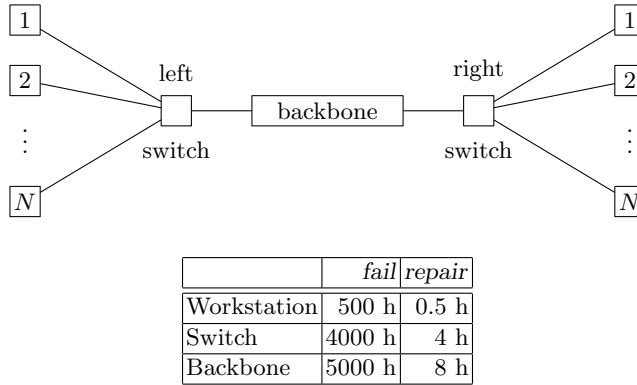 1
1
left
right
2
2
backbone
⋮
⋮
switch
switch
N
N
fail repair
Workstation 500 h 0.5 h
Switch 4000 h 4 h
Backbone 5000 h 8 h